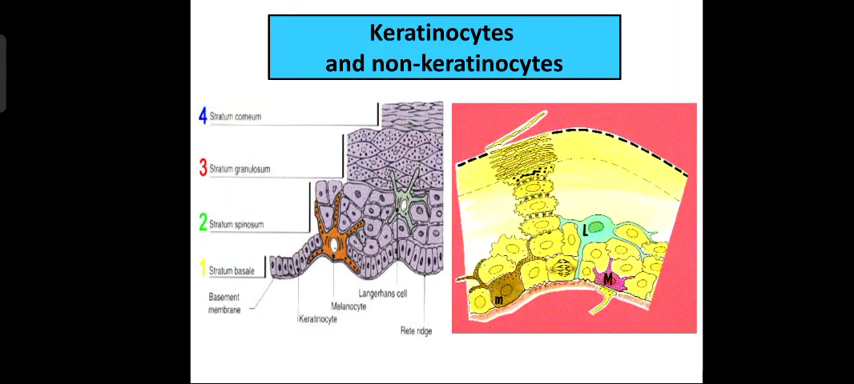 Keratinocytes
and non-keratinocytes
4 Stratum corneum
3 Stratum granulosum
2 Stratum spinosum
1 Stratum basale
Basement
membrane
Keratinocyte
Melanocyte
Langerhans cell
Rete ridge
L
M
m